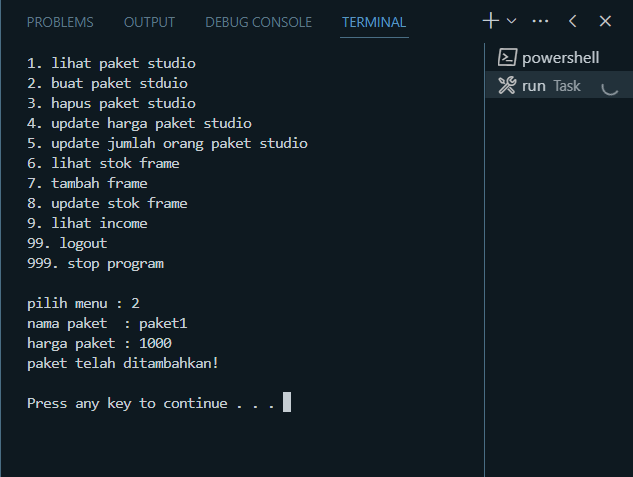 PROBLEMS OUTPUT DEBUG CONSOLE TERMINAL
powershell
run Task
1. lihat paket studio
2. buat paket stduio
3. hapus paket studio
4. update harga paket studio
5. update jumlah orang paket studio
6. lihat stok frame
7. tambah frame
8. update stok frame
9. lihat income
99. logout
999. stop program
pilih menu : 2
nama paket  : paket1
harga paket : 1000
paket telah ditambahkan!
Press any key to continue . . .